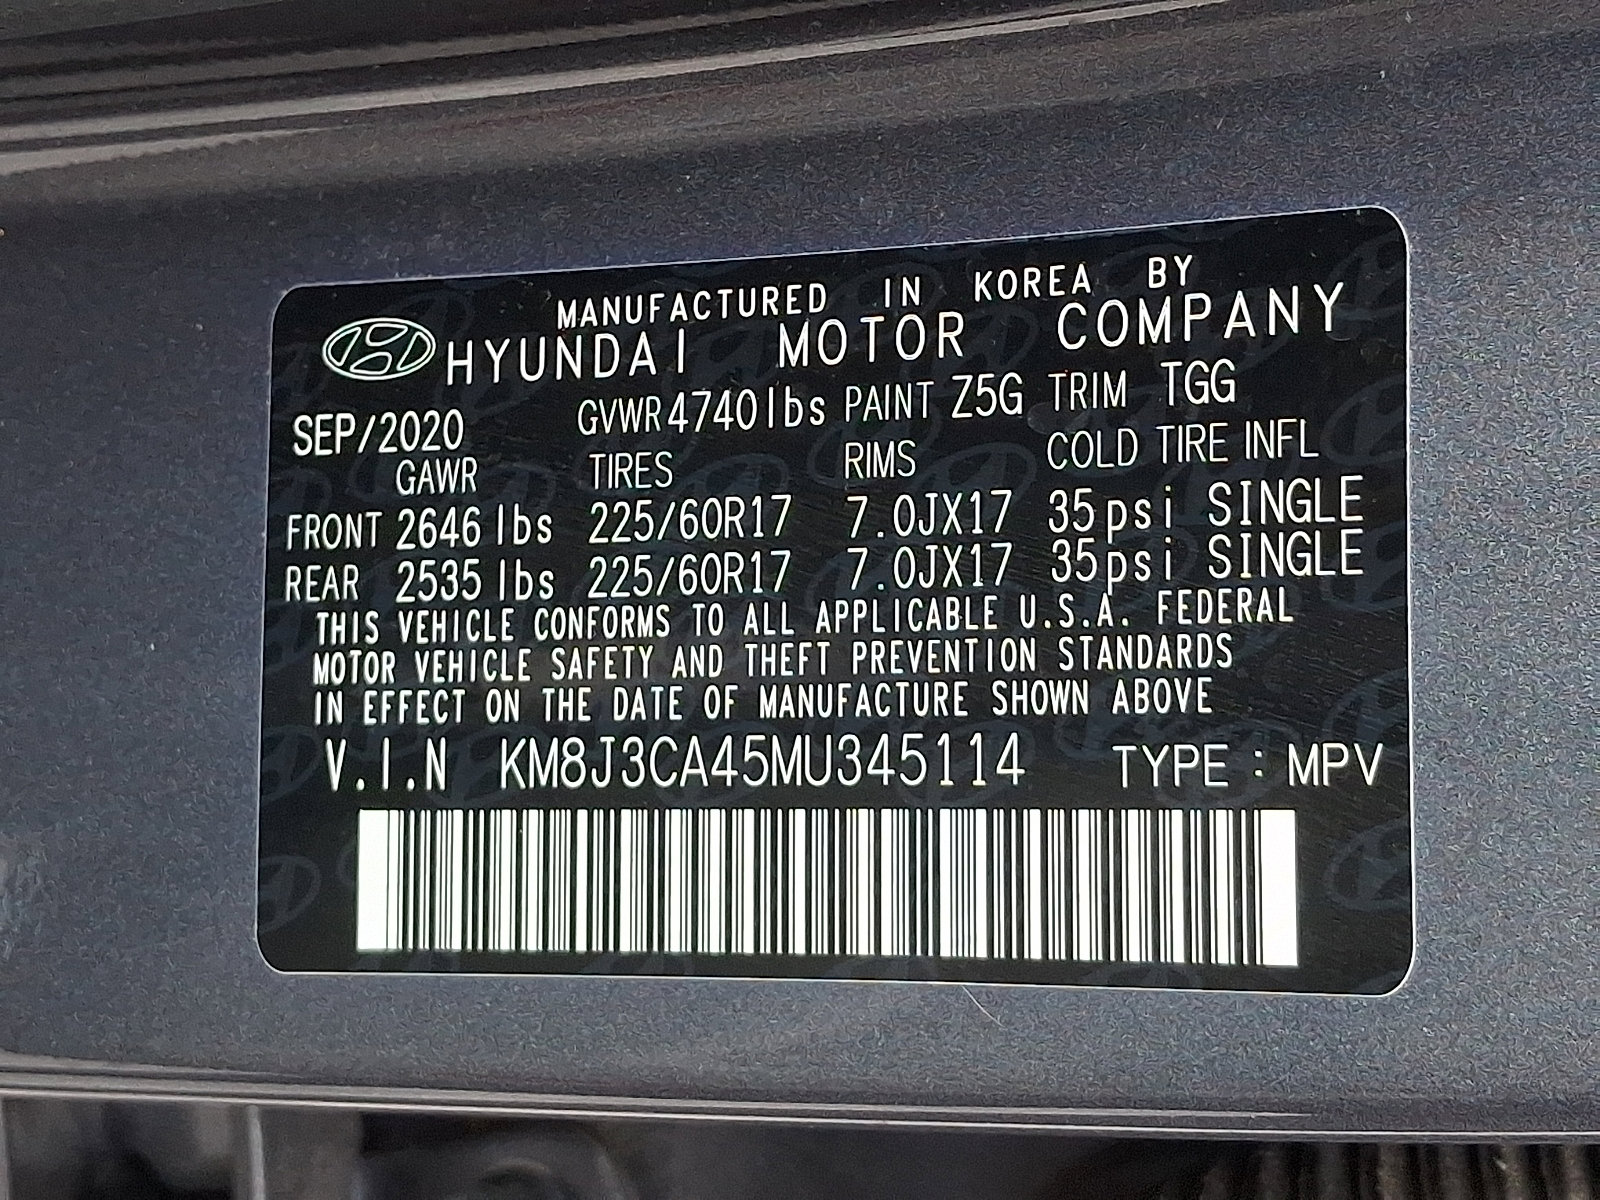 MANUFACTURED IN KOREA BY
HYUNDAI MOTOR COMPANY
SEP/2020 GVWR 4740 lbs PAINT Z5G TRIM TGG
GAWR TIRES RIMS COLD TIRE INFL
FRONT 2646 lbs 225/60R17 7.0JX17 35psi SINGLE
REAR 2535 lbs 225/60R17 7.0JX17 35psi SINGLE
THIS VEHICLE CONFORMS TO ALL APPLICABLE U.S.A. FEDERAL
MOTOR VEHICLE SAFETY AND THEFT PREVENTION STANDARDS
IN EFFECT ON THE DATE OF MANUFACTURE SHOWN ABOVE
V.I.N KM8J3CA45MU345114 TYPE : MPV